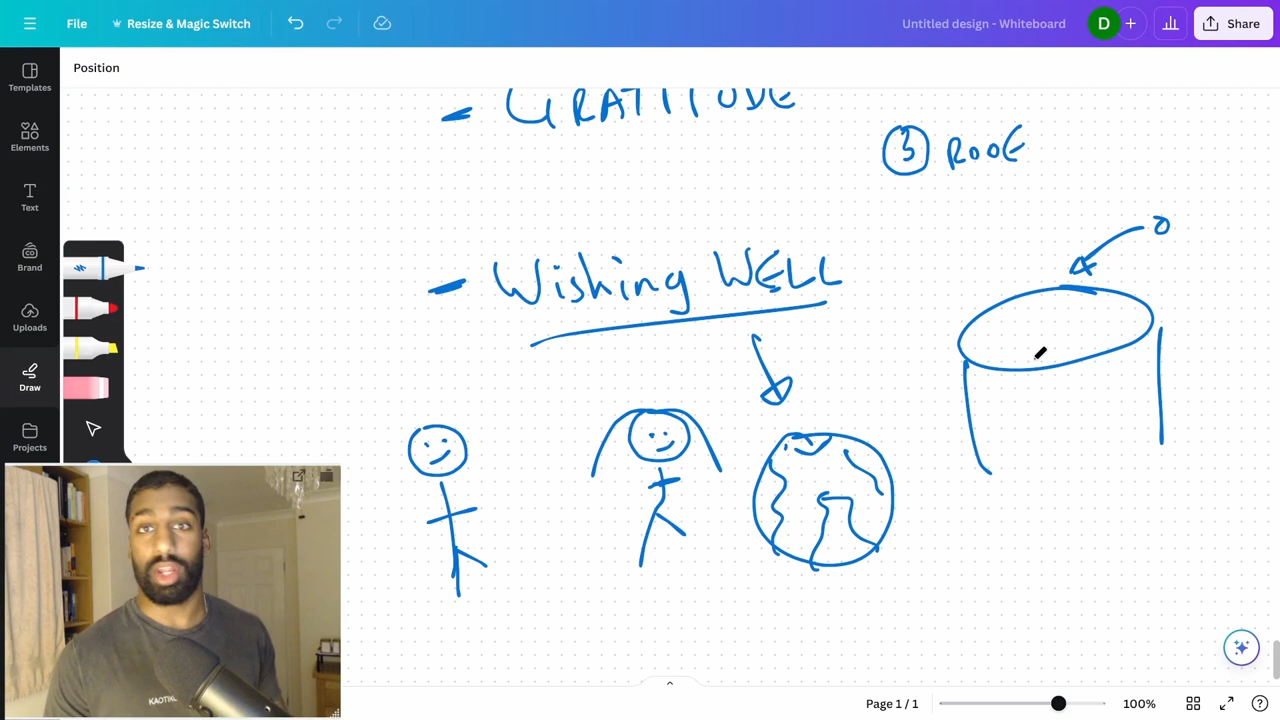 File
Resize & Magic Switch
Untitled design - Whiteboard
D
Share
Templates
Position
Elements
Text
Brand
Uploads
Draw
Projects
- GRATITUDE
3
- Wishing WELL
KAOTIKO
Page 1 / 1
100%